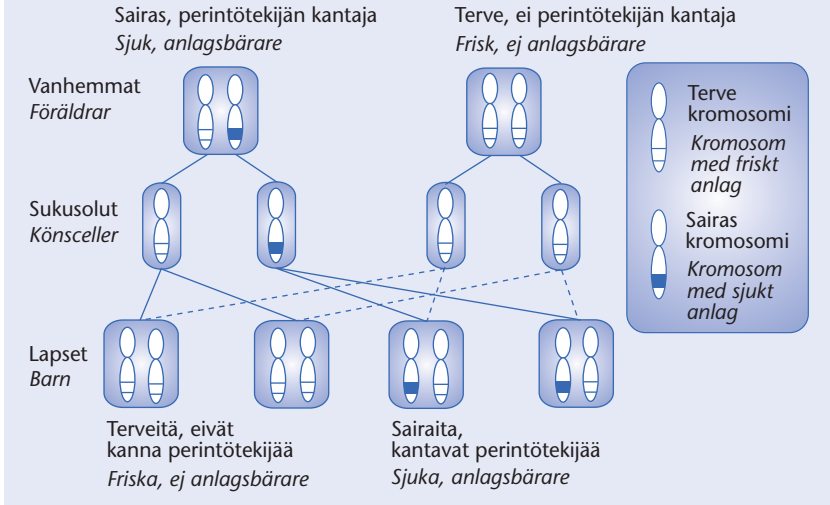 Sairas, perintötekijän kantaja
Sjuk, anlagsbärare
Terve, ei perintötekijän kantaja
Frisk, ej anlagsbärare
Vanhemmat
Föräldrar
Terve
kromosomi
Kromosom
med friskt
anlag
Sukusolut
Könsceller
Sairas
kromosomi
Kromosom
med sjukt
anlag
Lapset
Barn
Terveitä, eivät
kanna perintötekijää
Friska, ej anlagsbärare
Sairaita,
kantavat perintötekijää
Sjuka, anlagsbärare